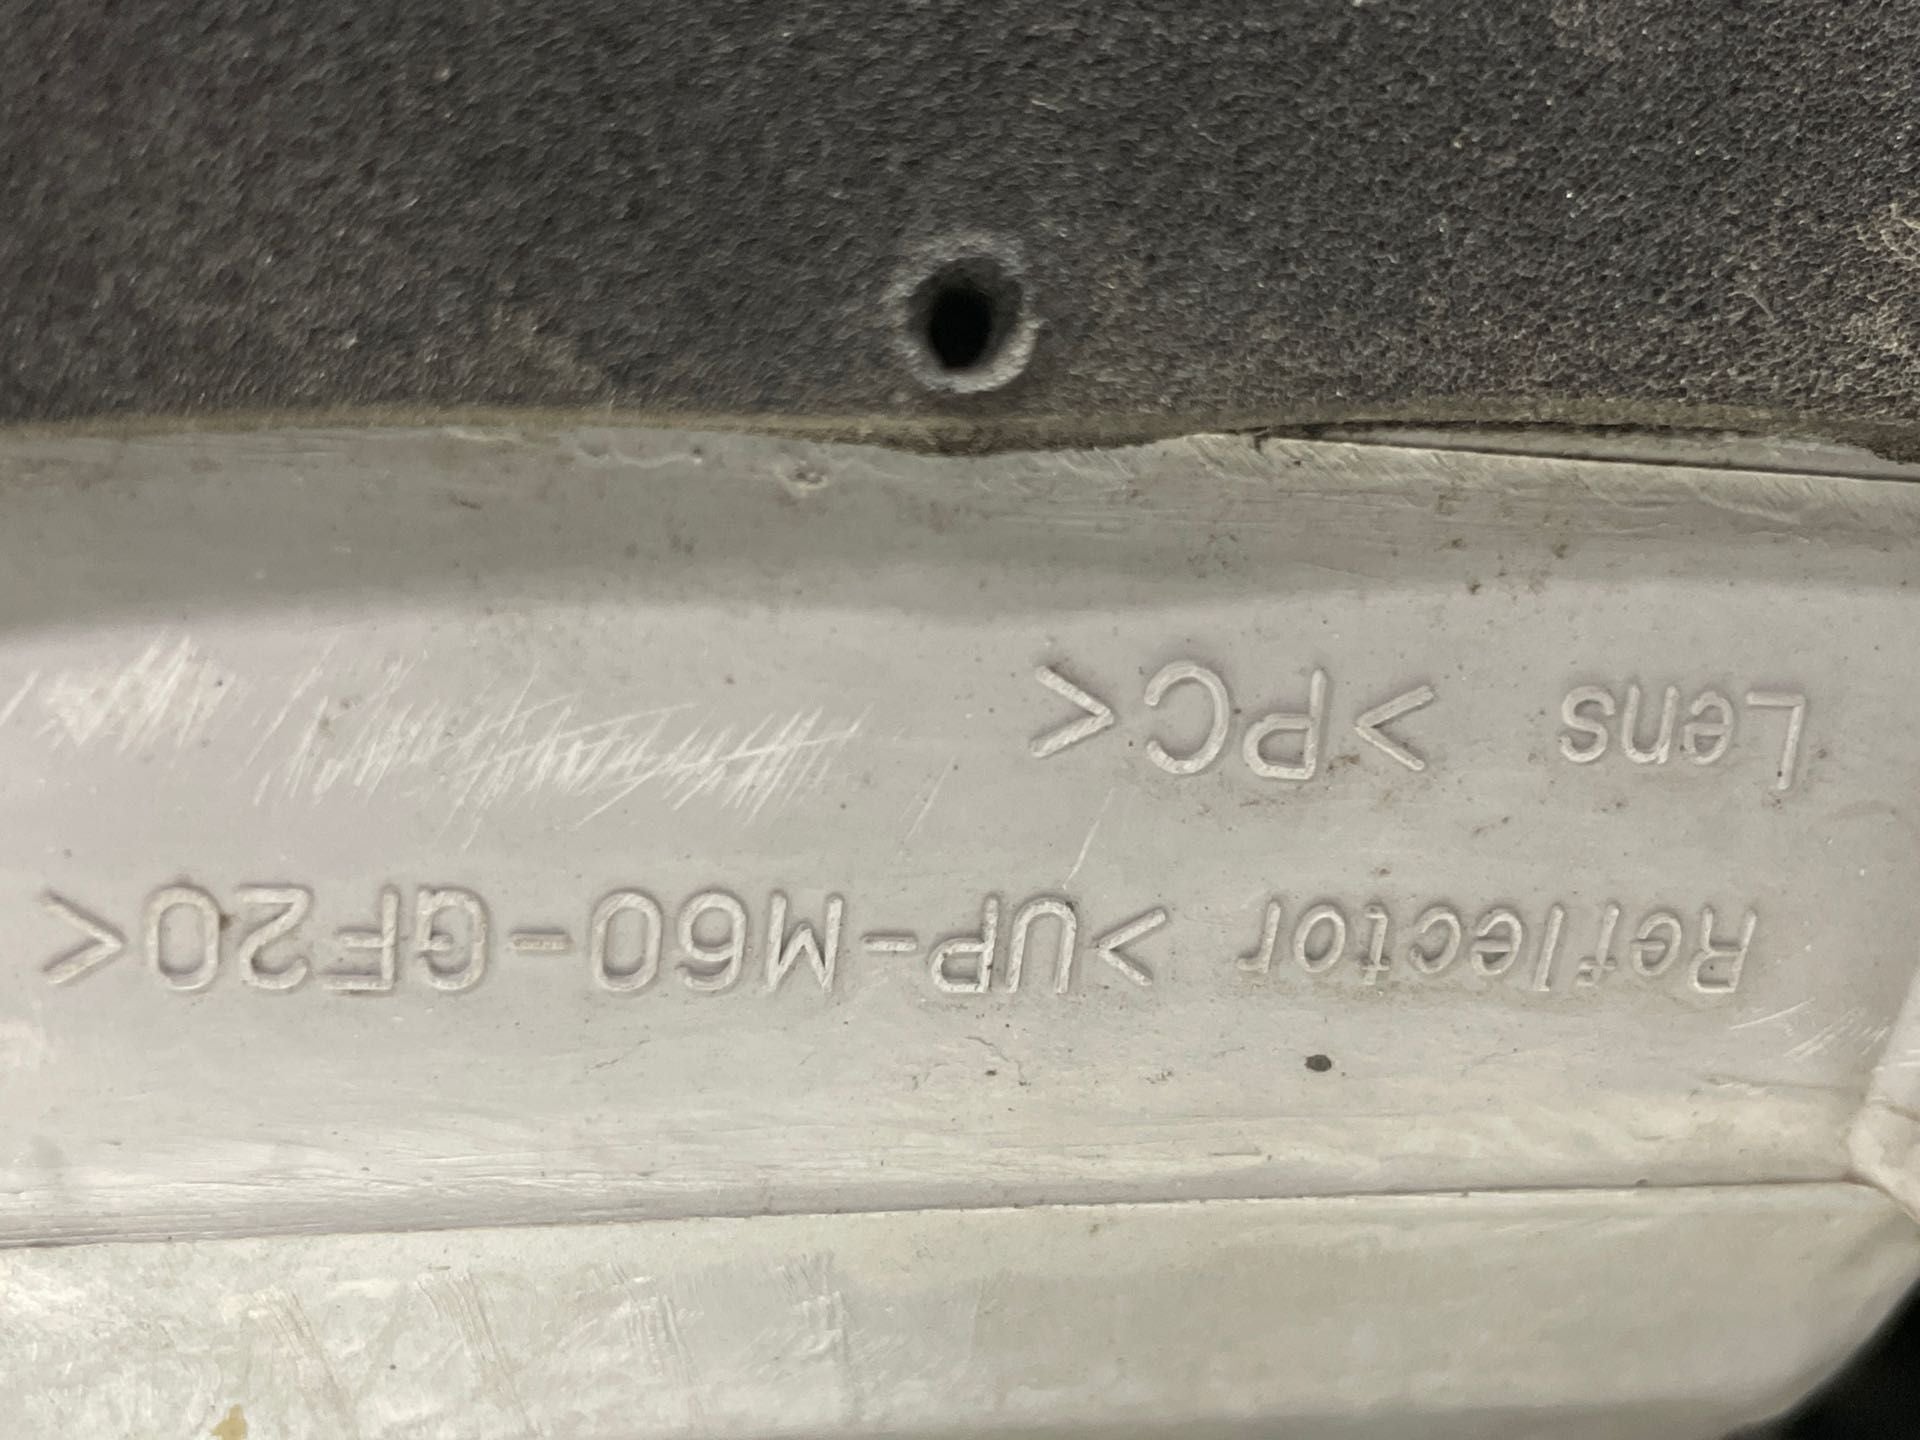 Reflector >UP-M60-GF20<
Lens >PC<